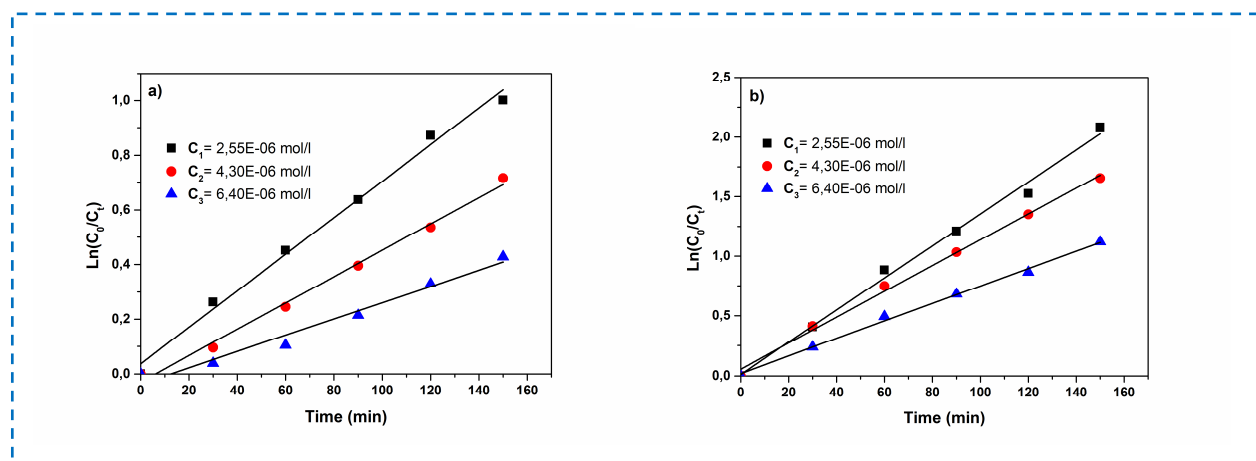 a)
C1= 2,55E-06 mol/l
C2= 4,30E-06 mol/l
C3= 6,40E-06 mol/l
Ln(C0/Ct)
1,0
0,8
0,6
0,4
0,2
0,0
0 20 40 60 80 100 120 140 160
Time (min)
b)
C1= 2,55E-06 mol/l
C2= 4,30E-06 mol/l
C3= 6,40E-06 mol/l
Ln(C0/Ct)
2,5
2,0
1,5
1,0
0,5
0,0
0 20 40 60 80 100 120 140 160
Time (min)